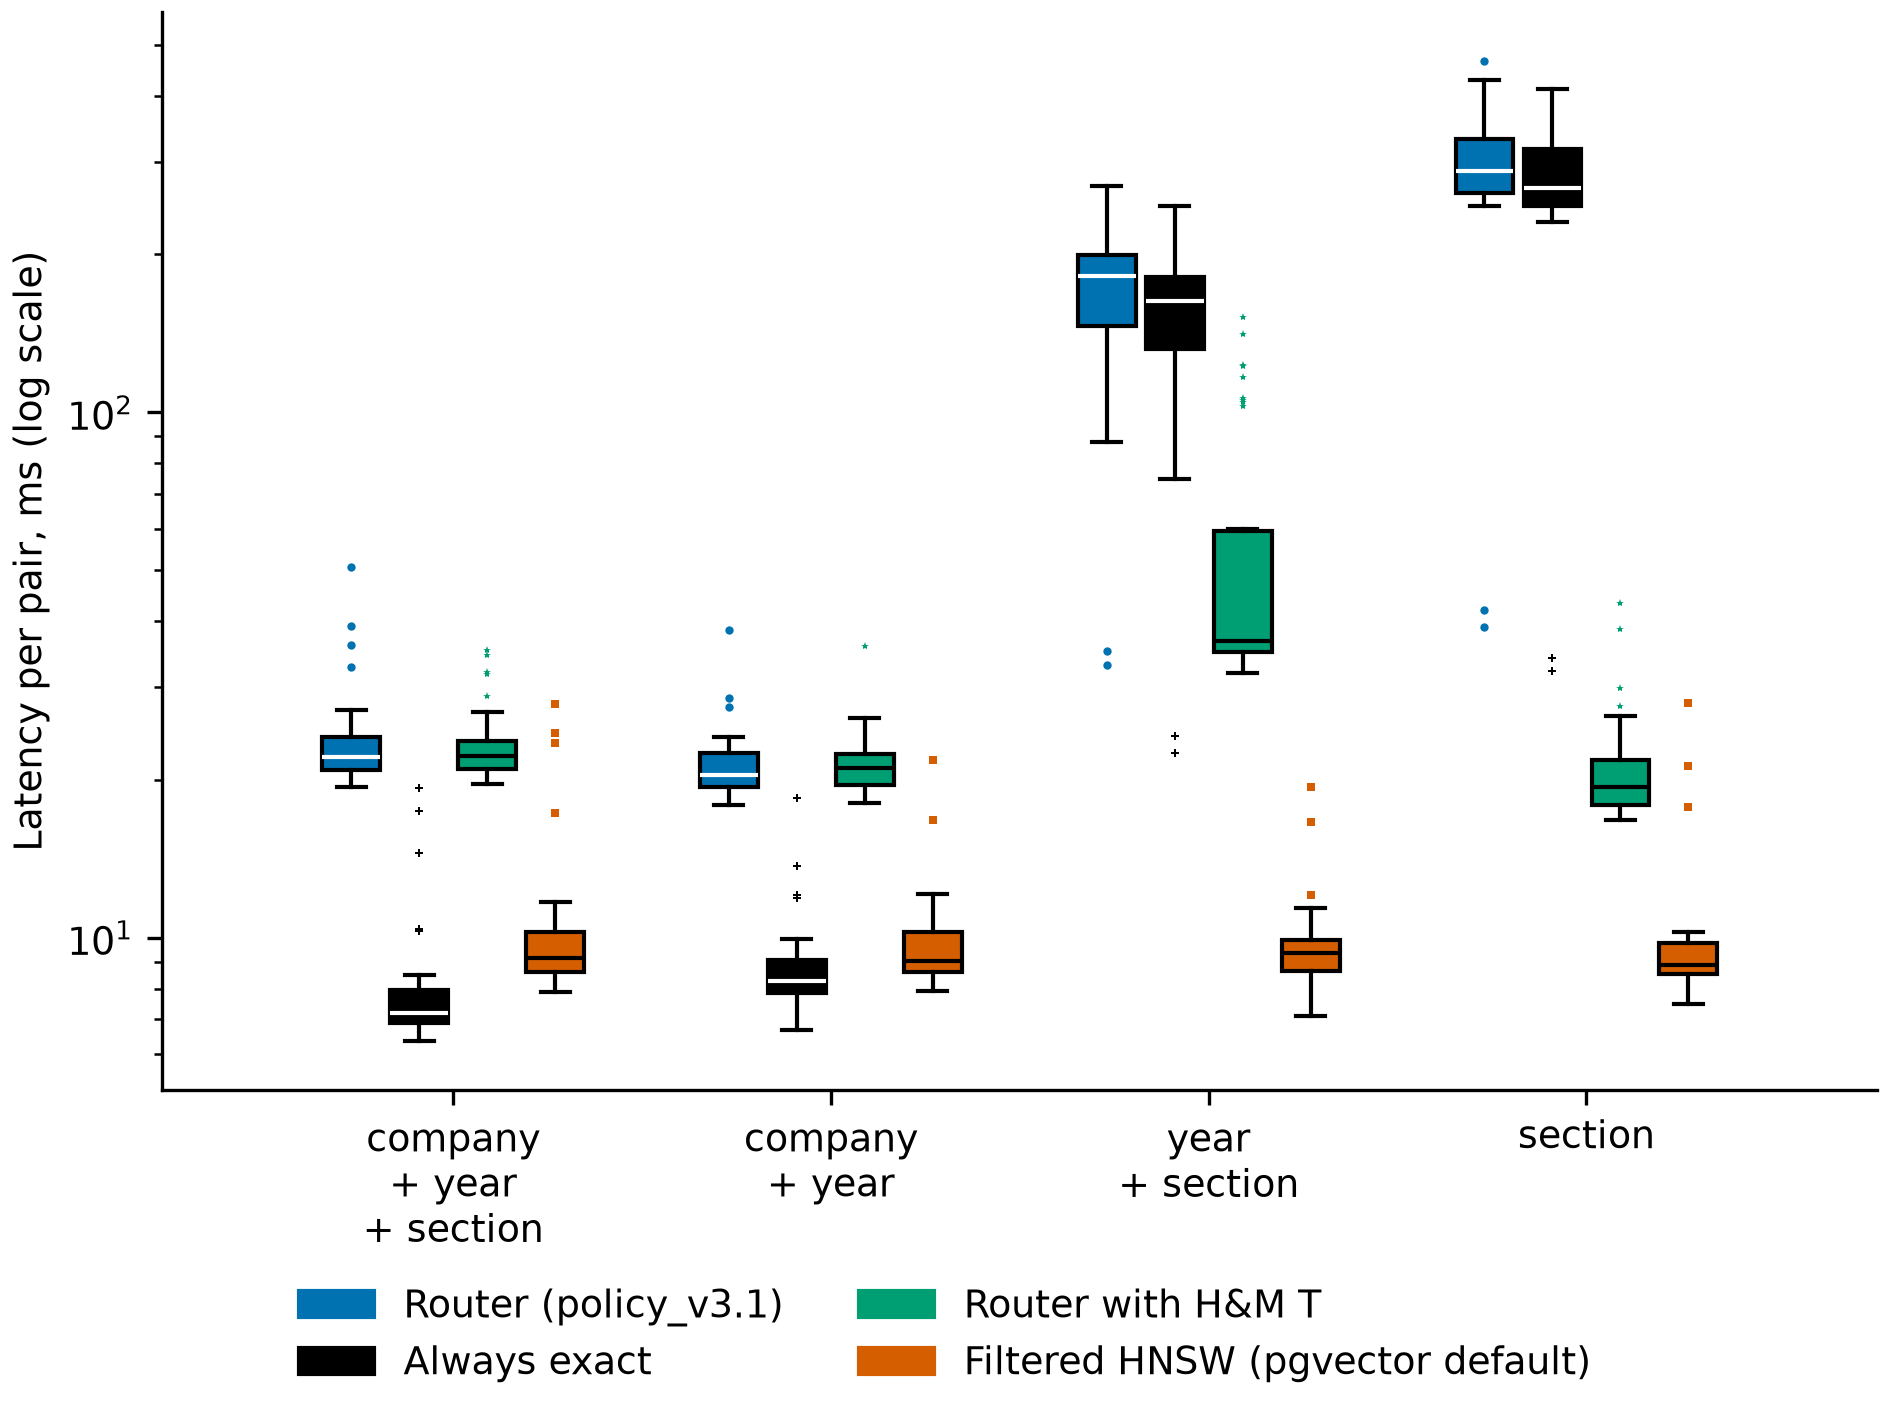 Latency per pair, ms (log scale)
10²
10¹
company
+ year
+ section
company
+ year
year
+ section
section
Router (policy_v3.1)
Always exact
Router with H&M T
Filtered HNSW (pgvector default)